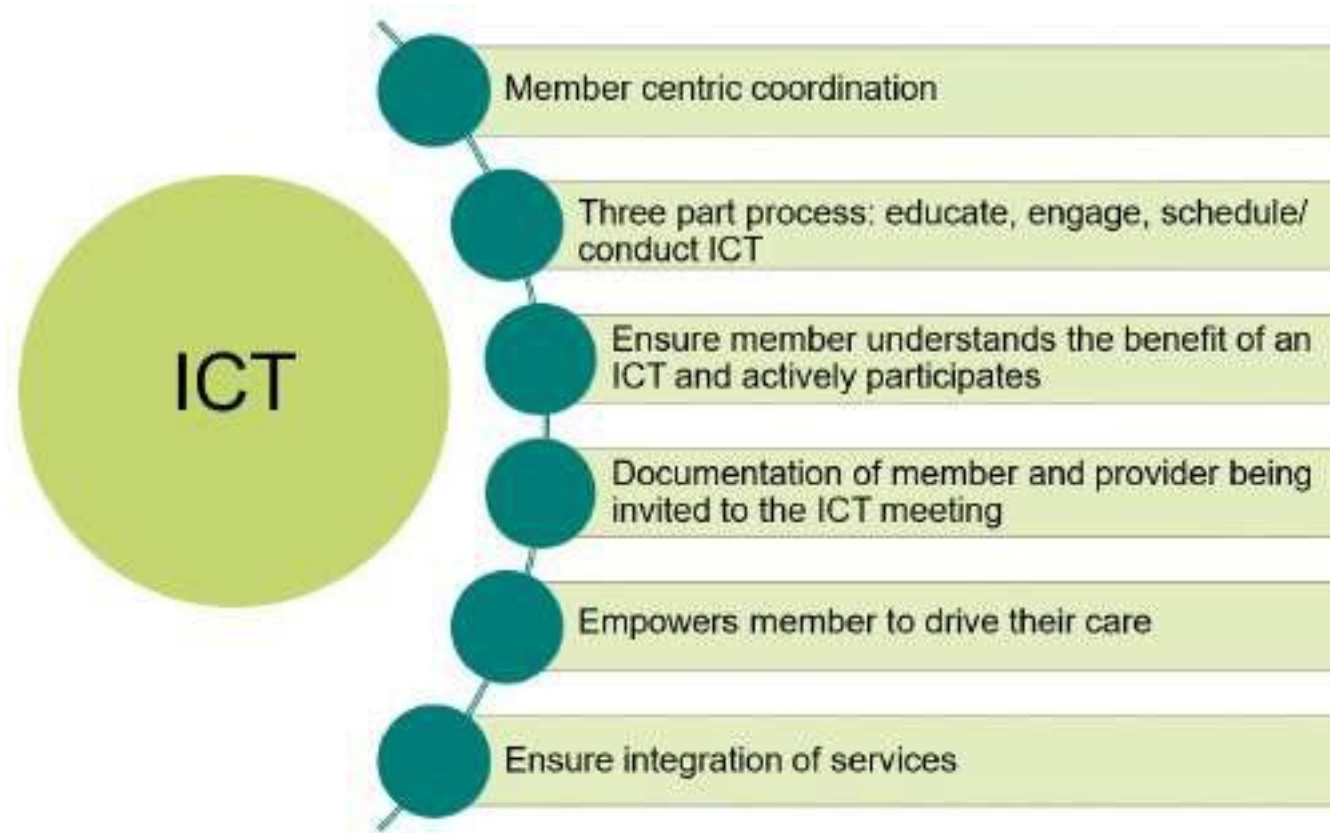 Member centric coordination
Three part process: educate, engage, schedule/
conduct ICT
ICT
Ensure member understands the benefit of an
ICT and actively participates
Documentation of member and provider being
invited to the ICT meeting
Empowers member to drive their care
Ensure integration of services